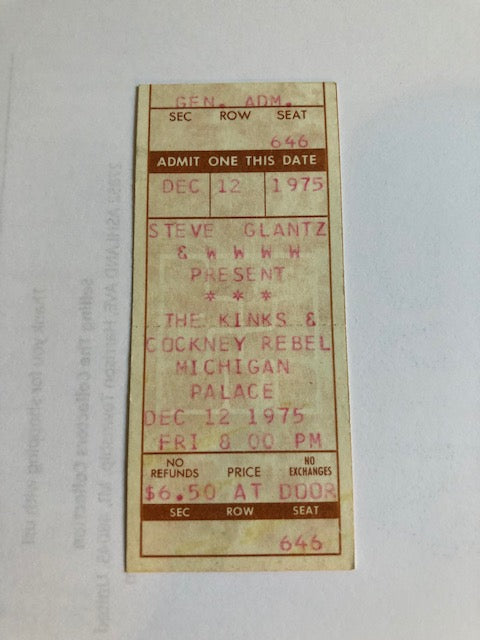 GEN. ADM.
SEC ROW SEAT
646
ADMIT ONE THIS DATE
DEC 12 1975
STEVE GLANTZ
& W W W W
PRESENT
* * *
THE KINKS &
COCKNEY REBEL
MICHIGAN
PALACE
DEC 12 1975
FRI 8 00 PM
NO REFUNDS PRICE NO EXCHANGES
$6.50 AT DOOR
SEC ROW SEAT
646